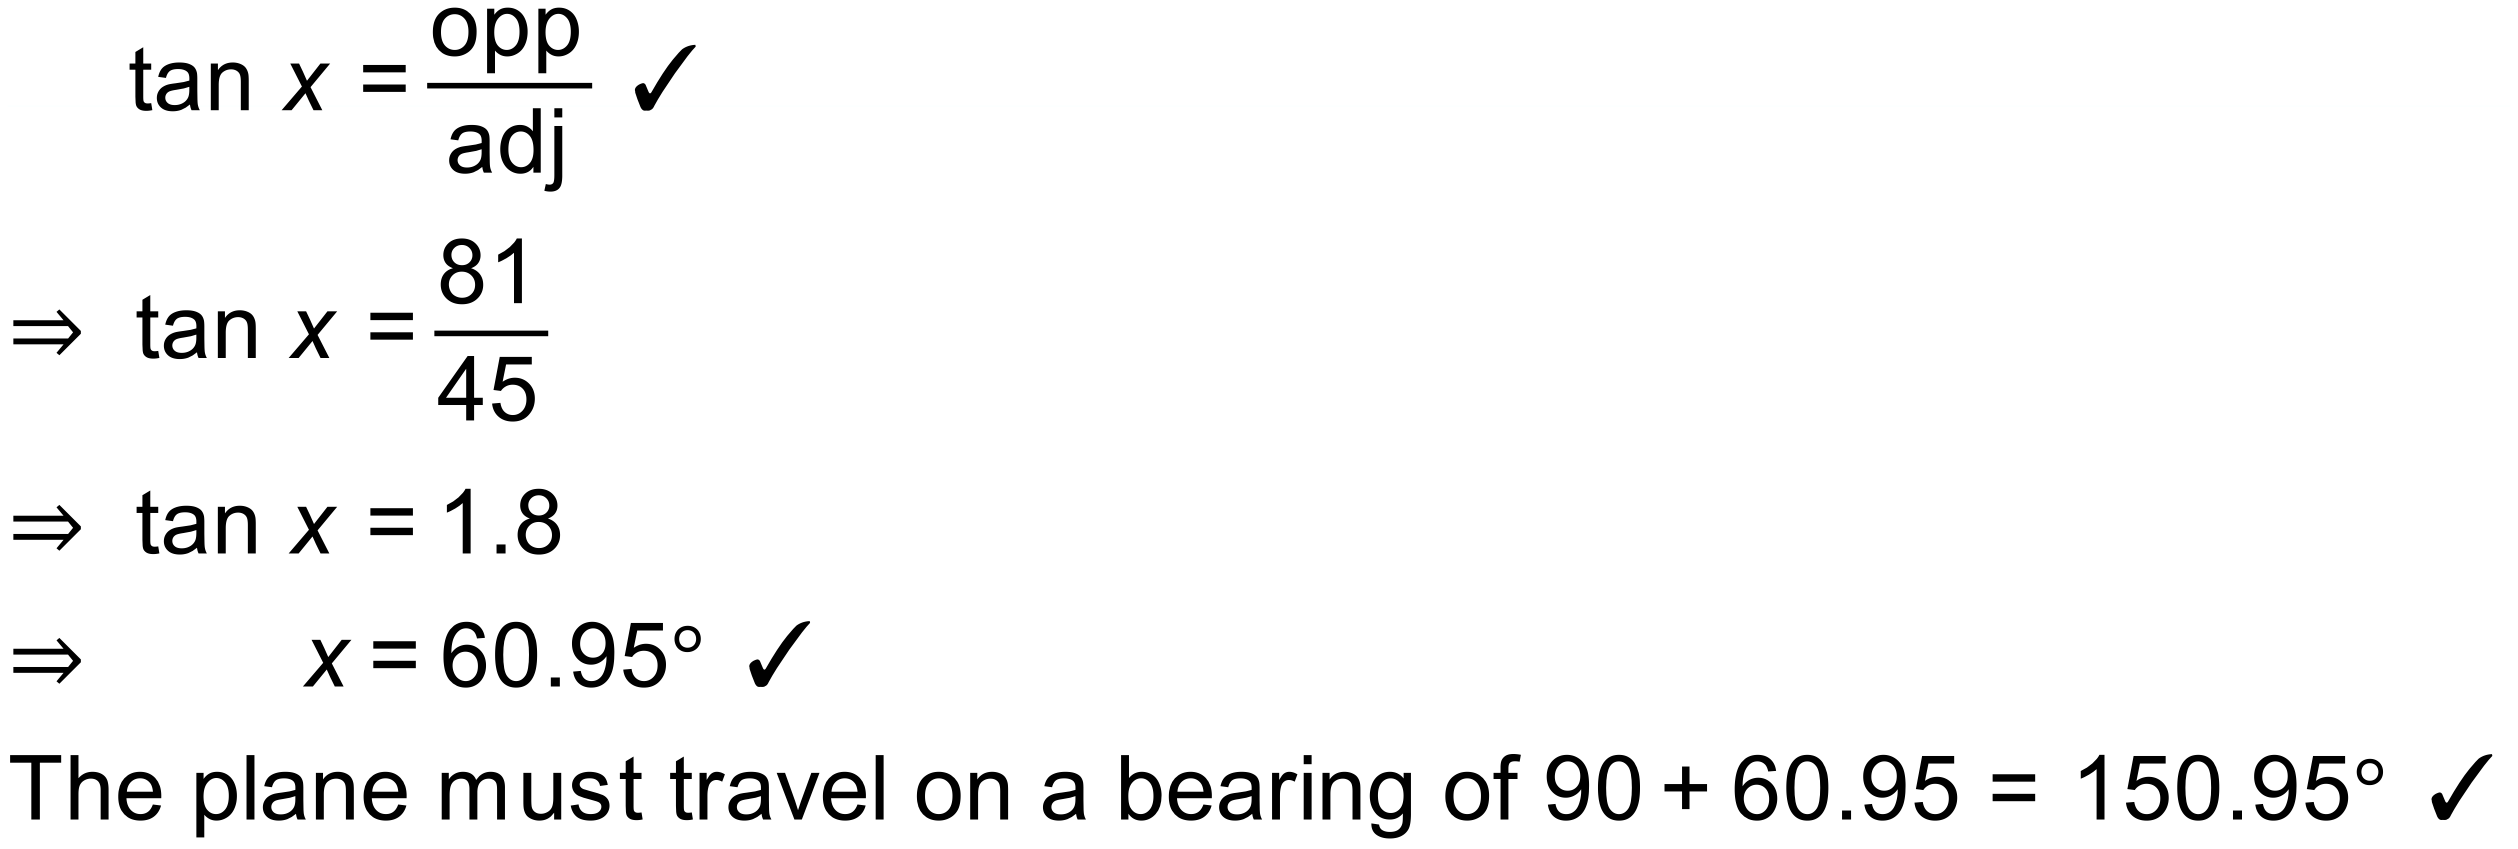 tan x = opp/adj ✓
⇒ tan x = 81/45
⇒ tan x = 1.8
⇒ x = 60.95° ✓
The plane must travel on a bearing of 90 + 60.95 = 150.95° ✓